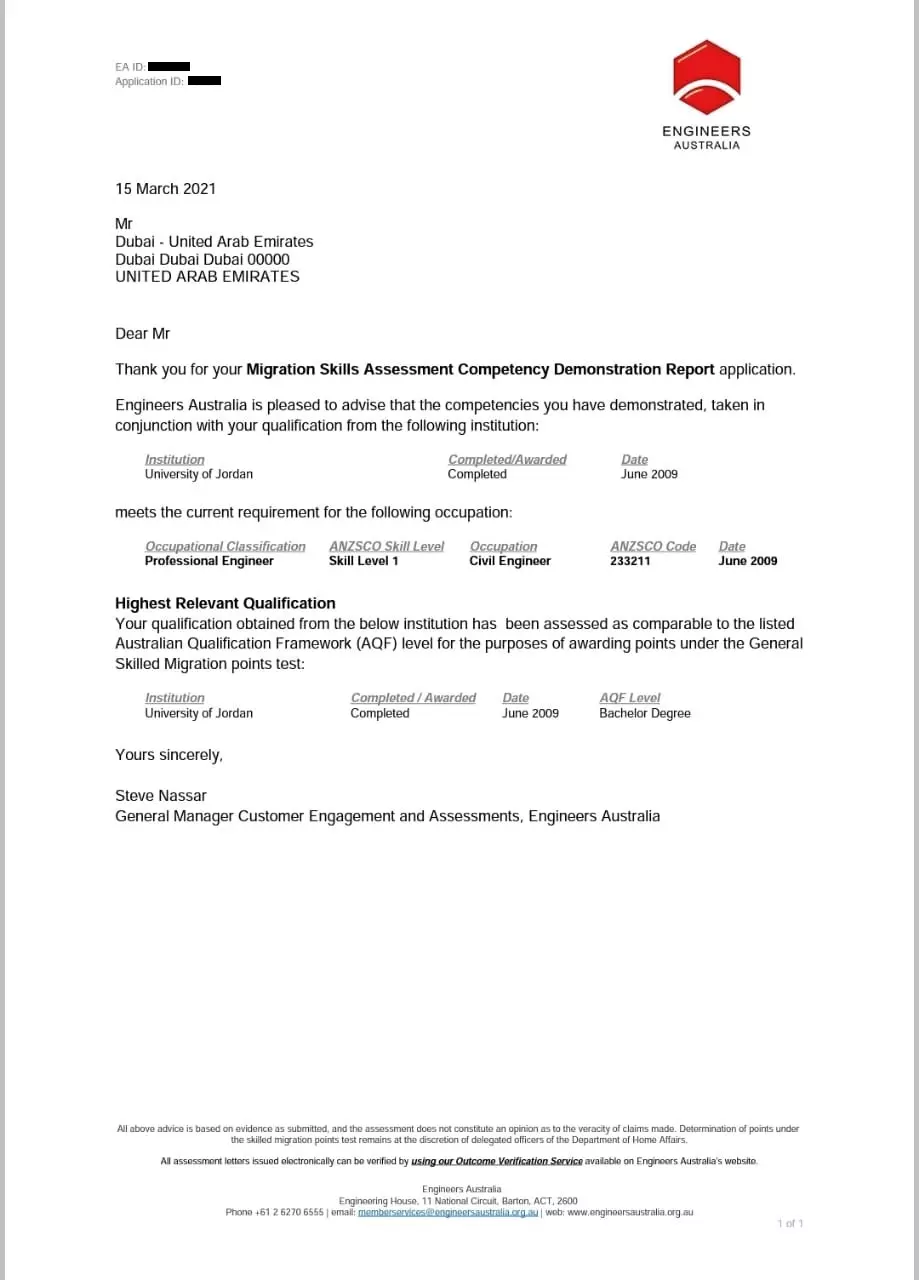 EA ID:
Application ID:
ENGINEERS
AUSTRALIA
15 March 2021
Mr
Dubai - United Arab Emirates
Dubai Dubai Dubai 00000
UNITED ARAB EMIRATES
Dear Mr
Thank you for your Migration Skills Assessment Competency Demonstration Report application.
Engineers Australia is pleased to advise that the competencies you have demonstrated, taken in
conjunction with your qualification from the following institution:
Institution Completed/Awarded Date
University of Jordan Completed June 2009
meets the current requirement for the following occupation:
Occupational Classification ANZSCO Skill Level Occupation ANZSCO Code Date
Professional Engineer Skill Level 1 Civil Engineer 233211 June 2009
Highest Relevant Qualification
Your qualification obtained from the below institution has been assessed as comparable to the listed
Australian Qualification Framework (AQF) level for the purposes of awarding points under the General
Skilled Migration points test:
Institution Completed / Awarded Date AQF Level
University of Jordan Completed June 2009 Bachelor Degree
Yours sincerely,
Steve Nassar
General Manager Customer Engagement and Assessments, Engineers Australia
All above advice is based on evidence as submitted, and the assessment does not constitute an opinion as to the veracity of claims made. Determination of points under
the skilled migration points test remains at the discretion of delegated officers of the Department of Home Affairs.
All assessment letters issued electronically can be verified by using our Outcome Verification Service available on Engineers Australia's website.
Engineers Australia
Engineering House, 11 National Circuit, Barton, ACT, 2600
Phone +61 2 6270 6555 | email: memberservices@engineersaustralia.org.au | web: www.engineersaustralia.org.au
1 of 1